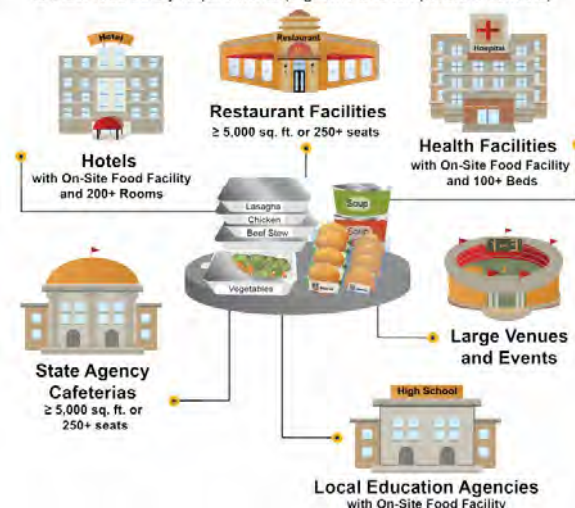 Hotel
Restaurant
Hospital
Restaurant Facilities
≥ 5,000 sq. ft. or 250+ seats
Hotels
with On-Site Food Facility
and 200+ Rooms
Health Facilities
with On-Site Food Facility
and 100+ Beds
Lasagna
Chicken
Beef Stew
Vegetables
Soup
Soup
Large Venues
and Events
State Agency
Cafeterias
≥ 5,000 sq. ft. or
250+ seats
High School
Local Education Agencies
with On-Site Food Facility